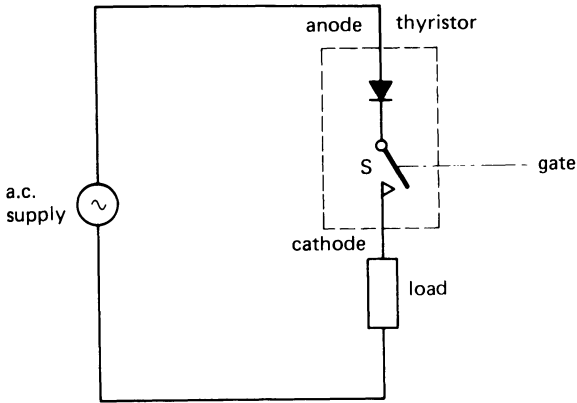 anode thyristor
S
gate
a.c.
supply
cathode
load